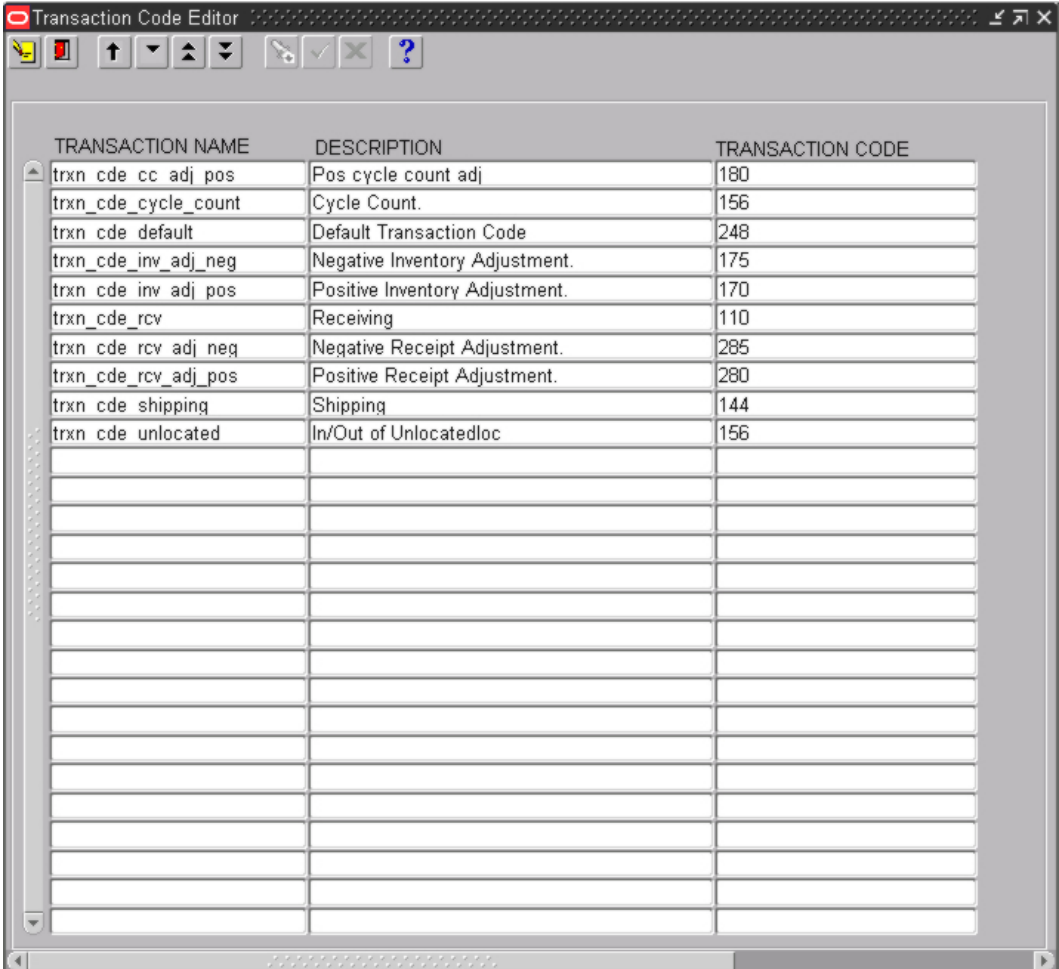 Transaction Code Editor
?
TRANSACTION NAME DESCRIPTION TRANSACTION CODE
trxn_cde_cc_adj_pos Pos cycle count adj 180
trxn_cde_cycle_count Cycle Count. 156
trxn_cde_default Default Transaction Code 248
trxn_cde_inv_adj_neg Negative Inventory Adjustment. 175
trxn_cde_inv_adj_pos Positive Inventory Adjustment. 170
trxn_cde_rcv Receiving 110
trxn_cde_rcv_adj_neg Negative Receipt Adjustment. 285
trxn_cde_rcv_adj_pos Positive Receipt Adjustment. 280
trxn_cde_shipping Shipping 144
trxn_cde_unlocated In/Out of Unlocatedloc 156